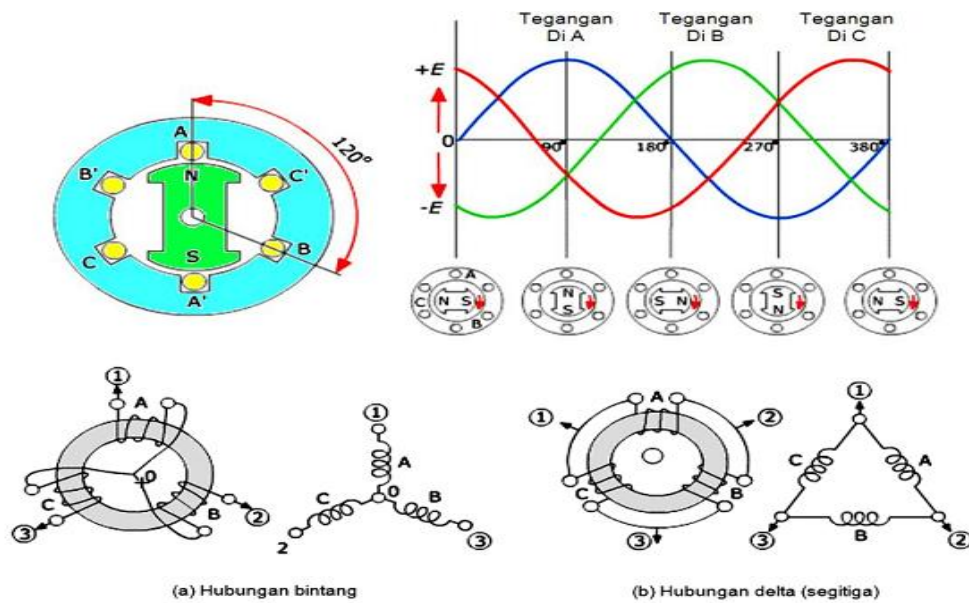 Tegangan
Di A
Tegangan
Di B
Tegangan
Di C
+E
0
-E
90
180
270
380
A
B'
C'
N
120°
C
S
B
A'
A
C
N S
B
N
S
S N
S
N
N S
1
A
0
C
B
3
2
1
A
C
0
B
2
3
(a) Hubungan bintang
1
A
2
C
B
3
1
C
A
3
B
2
(b) Hubungan delta (segitiga)